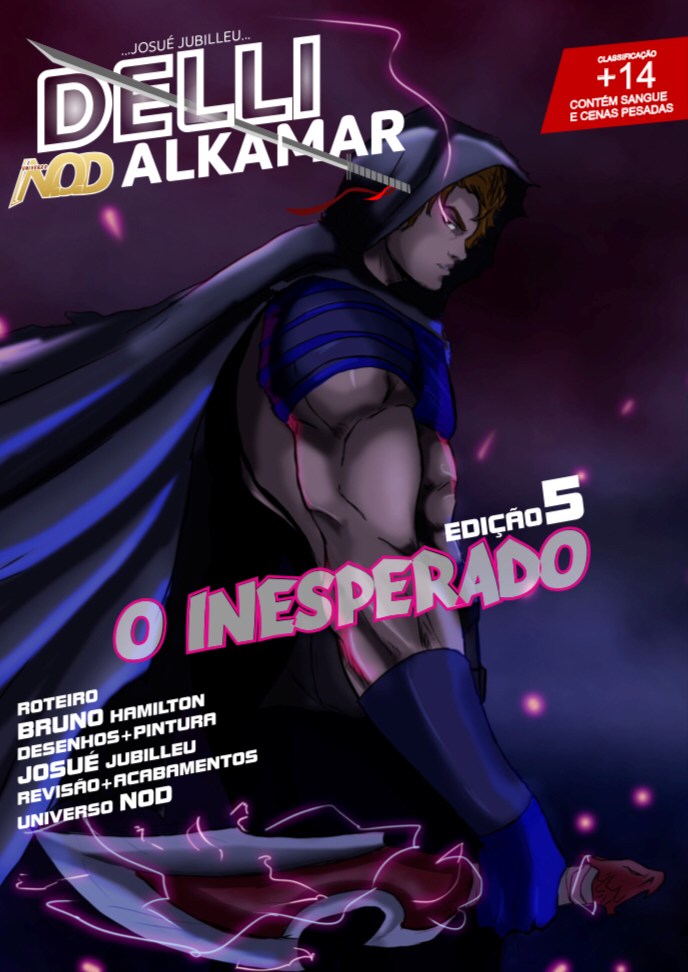 ...JOSUÉ JUBILLEU...
DELLI
ALKAMAR
NOD
CLASSIFICAÇÃO
+14
CONTÉM SANGUE
E CENAS PESADAS
EDIÇÃO 5
O INESPERADO
ROTEIRO
BRUNO HAMILTON
DESENHOS+PINTURA
JOSUÉ JUBILLEU
REVISÃO+ACABAMENTOS
UNIVERSO NOD